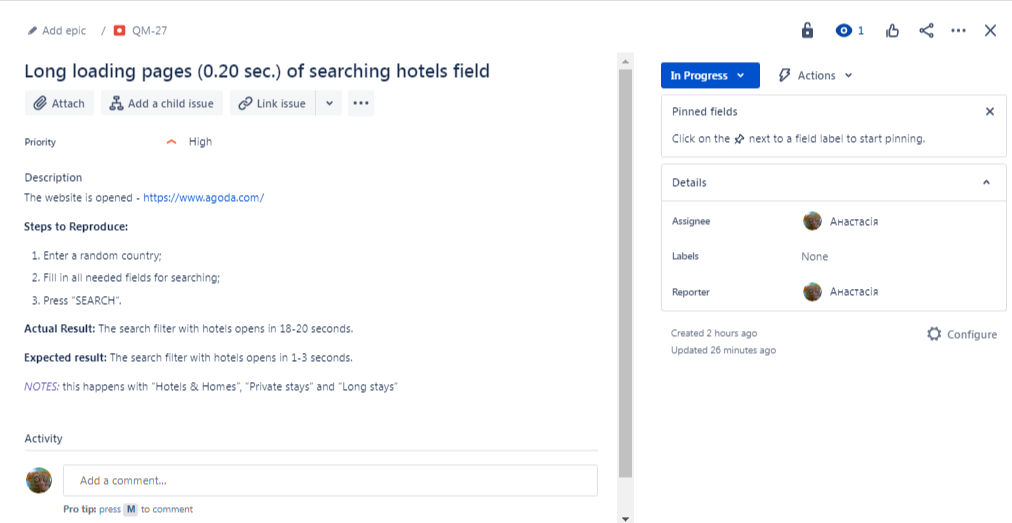 Add epic / QM-27
1
Long loading pages (0.20 sec.) of searching hotels field
Attach Add a child issue Link issue
Priority High
Description
The website is opened - https://www.agoda.com/
Steps to Reproduce:
1. Enter a random country;
2. Fill in all needed fields for searching;
3. Press "SEARCH".
Actual Result: The search filter with hotels opens in 18-20 seconds.
Expected result: The search filter with hotels opens in 1-3 seconds.
NOTES: this happens with "Hotels & Homes", "Private stays" and "Long stays"
Activity
Add a comment...
Pro tip: press M to comment
In Progress Actions
Pinned fields
Click on the next to a field label to start pinning.
Details
Assignee Анастасія
Labels None
Reporter Анастасія
Created 2 hours ago
Configure
Updated 26 minutes ago